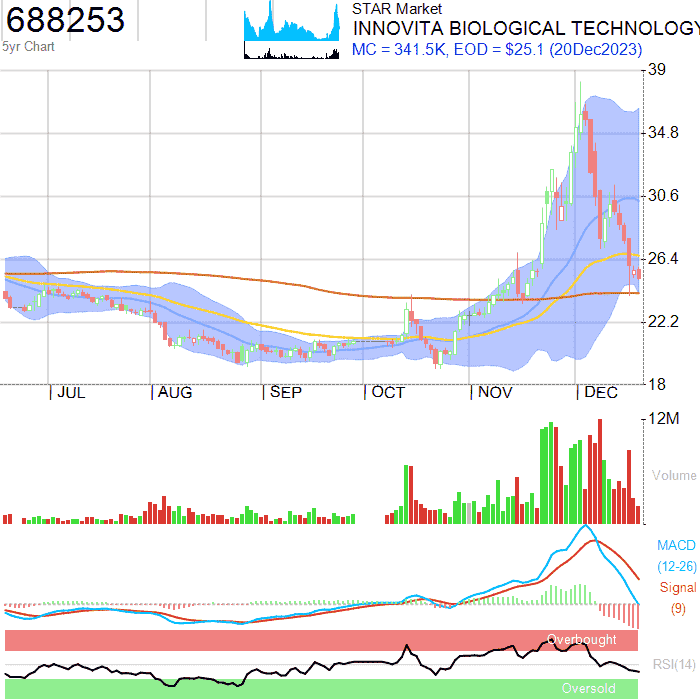 688253
5yr Chart
STAR Market
INNOVITA BIOLOGICAL TECHNOLOGY
MC = 341.5K, EOD = $25.1 (20Dec2023)
39
34.8
30.6
26.4
22.2
18
JUL AUG SEP OCT NOV DEC
12M
Volume
MACD
(12-26)
Signal
(9)
Overbought
RSI(14)
Oversold